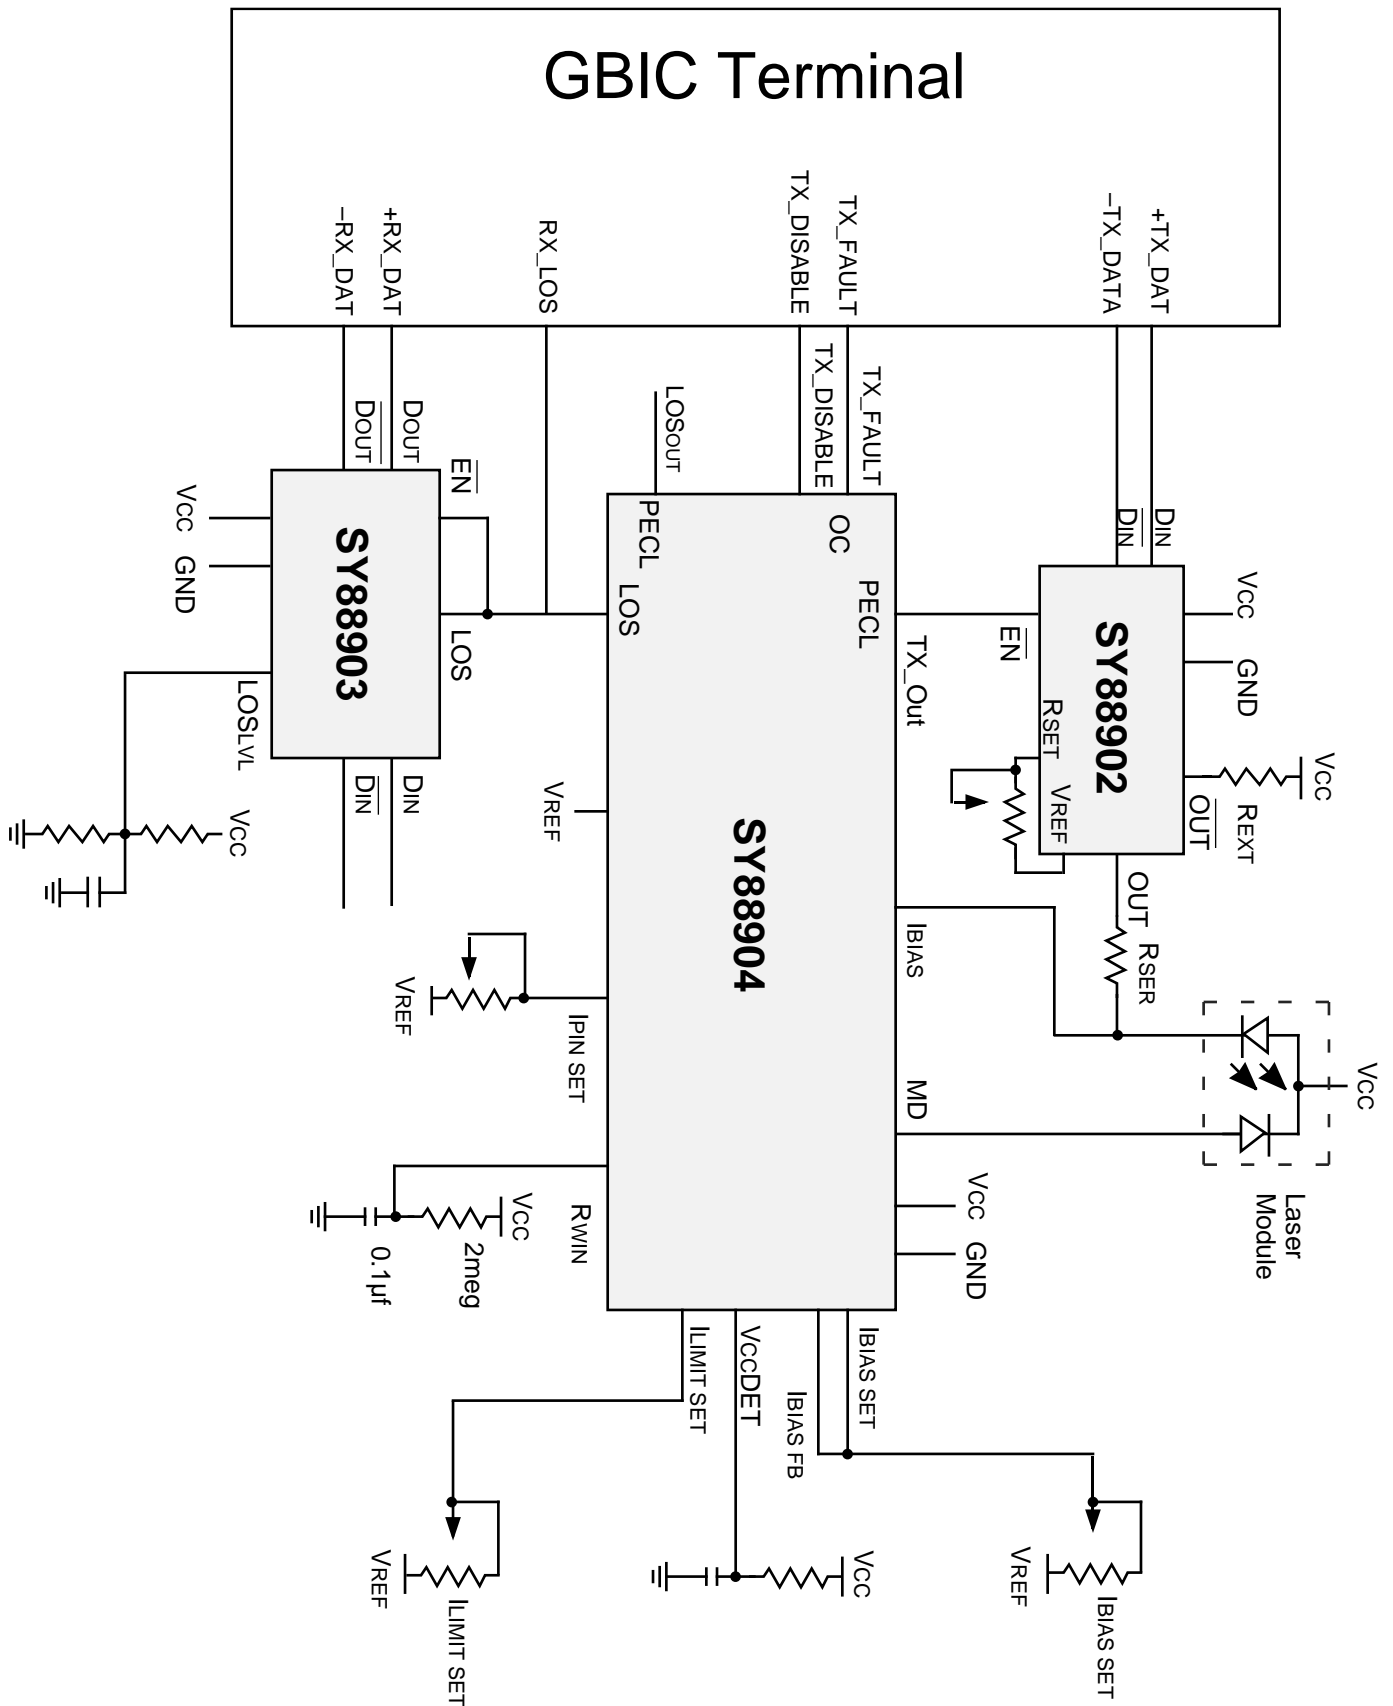 GBIC Terminal
–RX_DAT
+RX_DAT
RX_LOS
TX_DISABLE
TX_FAULT
–TX_DATA
+TX_DAT
DOUT
DOUT
EN
LOSOUT
TX_DISABLE
TX_FAULT
DIN
DIN
VCC
GND
SY88903
LOS
LOSLVL
DIN
DIN
VCC
PECL
OC
LOS
PECL
TX_Out
SY88904
VREF
EN
VCC
GND
SY88902
RSET
VREF
VCC
REXT
OUT
OUT
RSER
IBIAS
MD
VCC
Laser
Module
VCC
GND
IPIN SET
VREF
RWIN
VCC
2meg
0.1µf
ILIMIT SET
VCCDET
IBIAS FB
IBIAS SET
VREF
ILIMIT SET
VCC
VREF
IBIAS SET